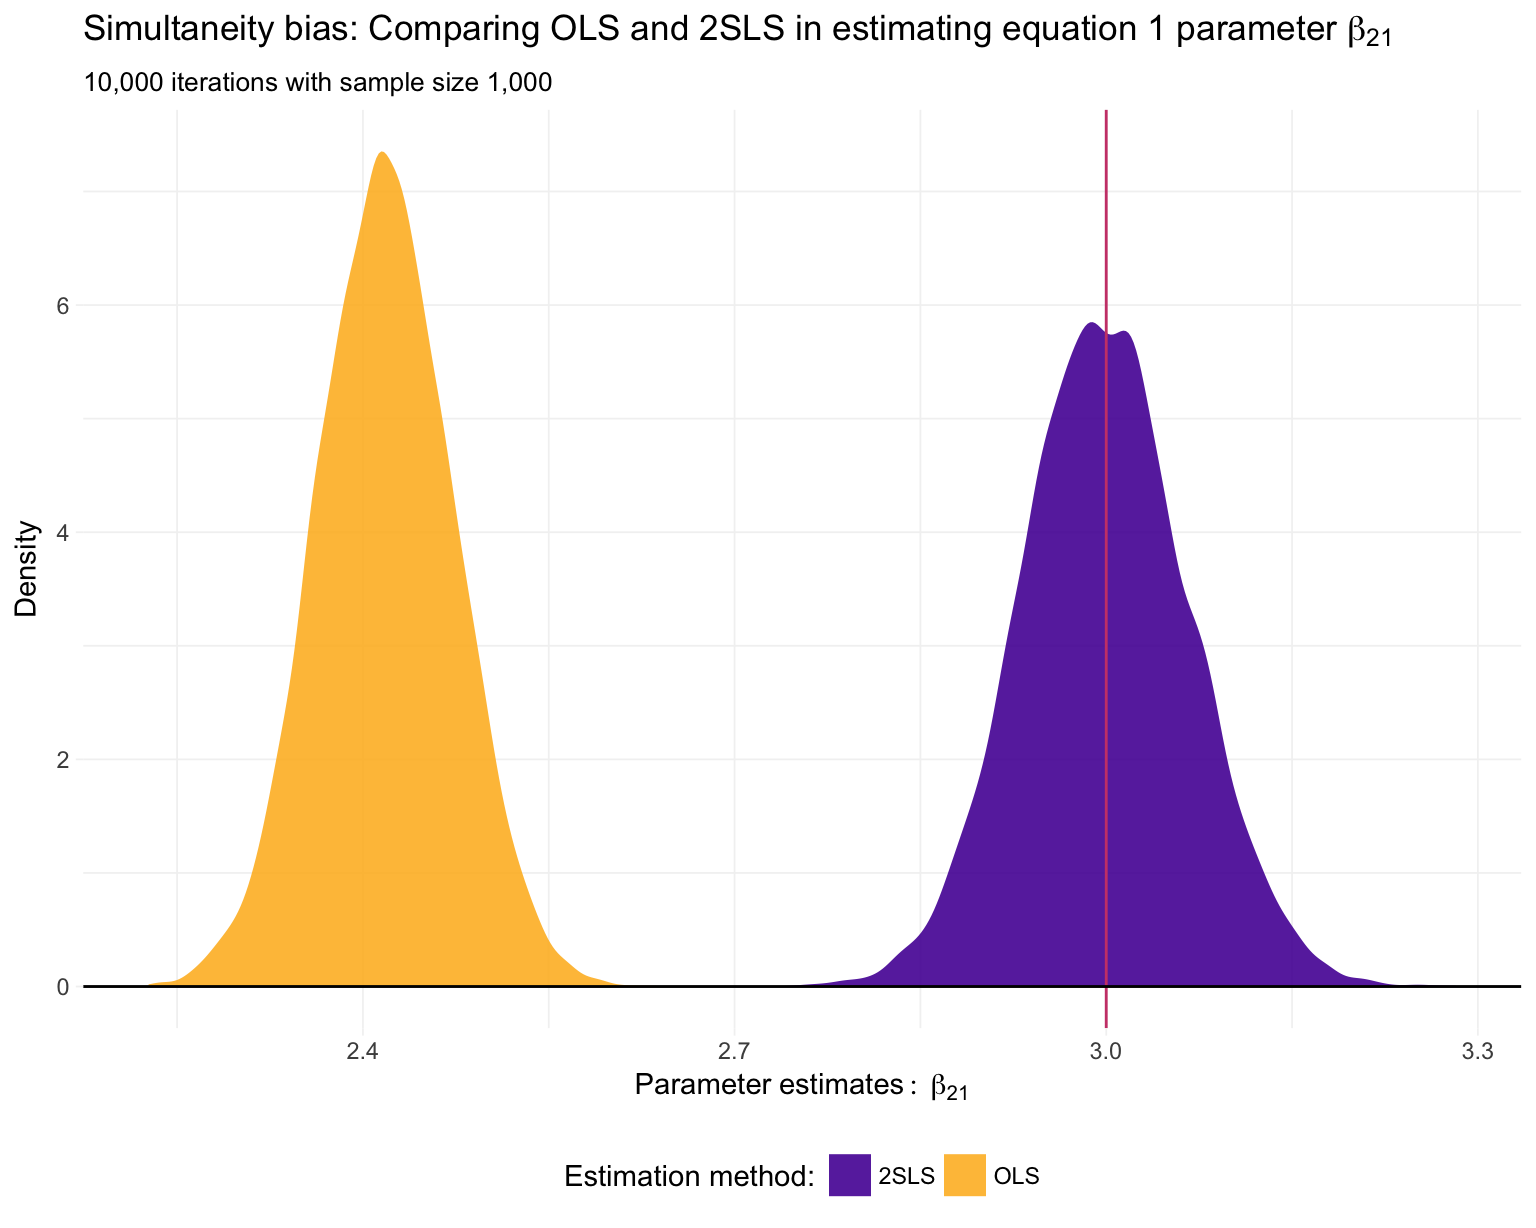 Simultaneity bias: Comparing OLS and 2SLS in estimating equation 1 parameter β₂₁
10,000 iterations with sample size 1,000
Density
6
4
2
0
2.4 2.7 3.0 3.3
Parameter estimates: β₂₁
Estimation method: 2SLS OLS